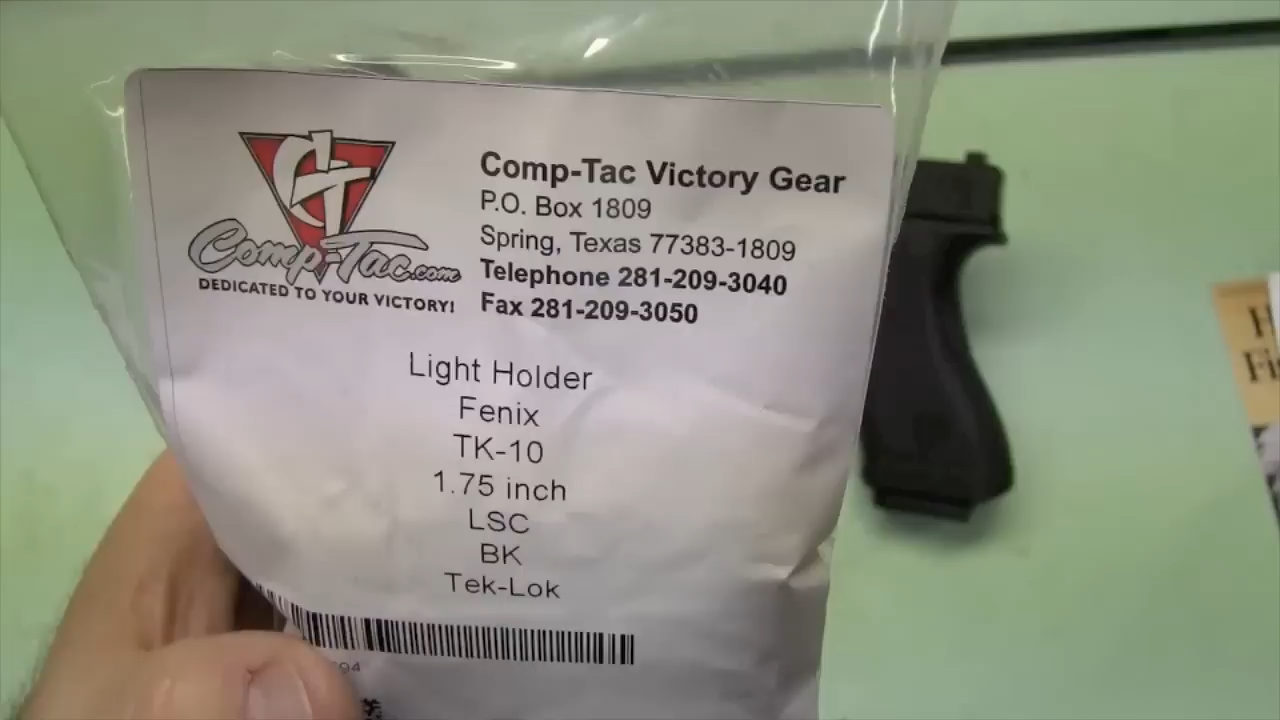 CT
Comp-Tac.com
DEDICATED TO YOUR VICTORY!
Comp-Tac Victory Gear
P.O. Box 1809
Spring, Texas 77383-1809
Telephone 281-209-3040
Fax 281-209-3050
Light Holder
Fenix
TK-10
1.75 inch
LSC
BK
Tek-Lok